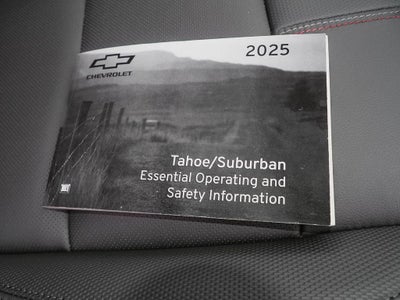 2025
CHEVROLET
Tahoe/Suburban
Essential Operating and
Safety Information